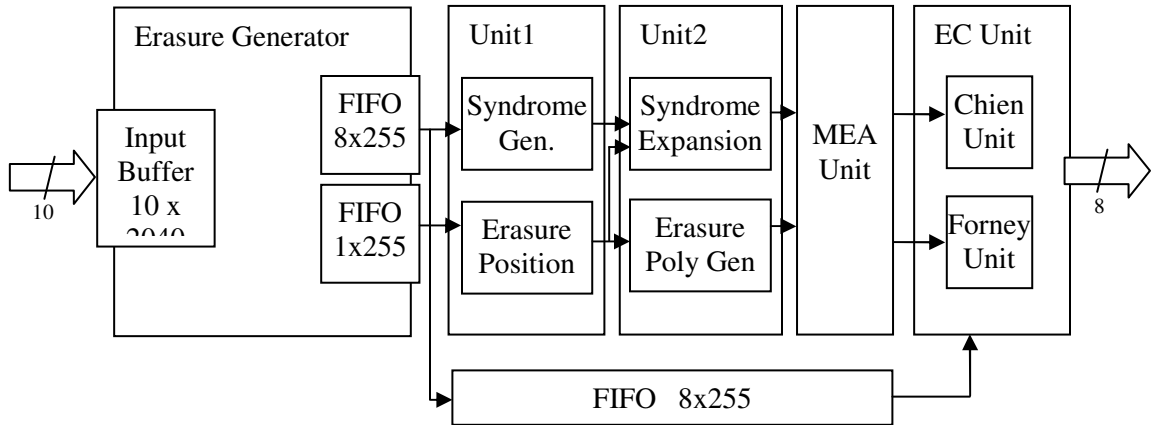 Erasure Generator
Unit1
Unit2
EC Unit
FIFO
8x255
Syndrome
Gen.
Syndrome
Expansion
MEA
Unit
Chien
Unit
Input
Buffer
10 x
10
8
FIFO
1x255
Erasure
Position
Erasure
Poly Gen
Forney
Unit
FIFO 8x255